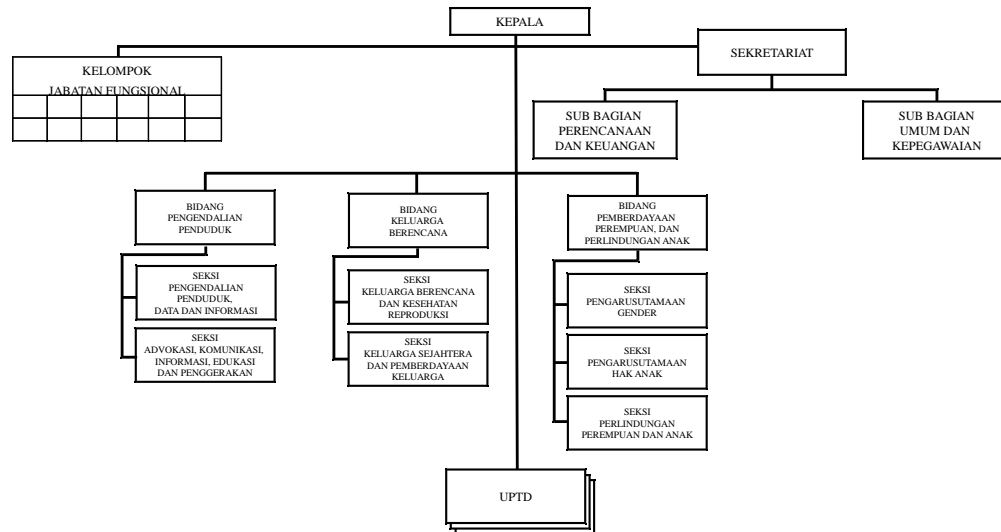 KEPALA
SEKRETARIAT
KELOMPOK
JABATAN FUNGSIONAL
SUB BAGIAN
PERENCANAAN
DAN KEUANGAN
SUB BAGIAN
UMUM DAN
KEPEGAWAIAN
BIDANG
PENGENDALIAN
PENDUDUK
BIDANG
KELUARGA
BERENCANA
BIDANG
PEMBERDAYAAN
PEREMPUAN, DAN
PERLINDUNGAN ANAK
SEKSI
PENGENDALIAN
PENDUDUK,
DATA DAN INFORMASI
SEKSI
KELUARGA BERENCANA
DAN KESEHATAN
REPRODUKSI
SEKSI
PENGARUSUTAMAAN
GENDER
SEKSI
ADVOKASI, KOMUNIKASI,
INFORMASI, EDUKASI
DAN PENGGERAKAN
SEKSI
KELUARGA SEJAHTERA
DAN PEMBERDAYAAN
KELUARGA
SEKSI
PENGARUSUTAMAAN
HAK ANAK
SEKSI
PERLINDUNGAN
PEREMPUAN DAN ANAK
UPTD